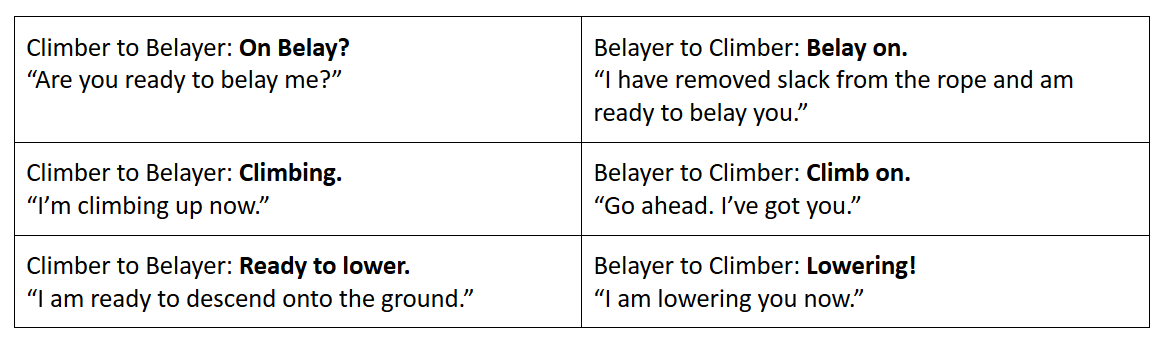 Climber to Belayer: On Belay?
“Are you ready to belay me?”
Belayer to Climber: Belay on.
“I have removed slack from the rope and am
ready to belay you.”
Climber to Belayer: Climbing.
“I’m climbing up now.”
Belayer to Climber: Climb on.
“Go ahead. I’ve got you.”
Climber to Belayer: Ready to lower.
“I am ready to descend onto the ground.”
Belayer to Climber: Lowering!
“I am lowering you now.”